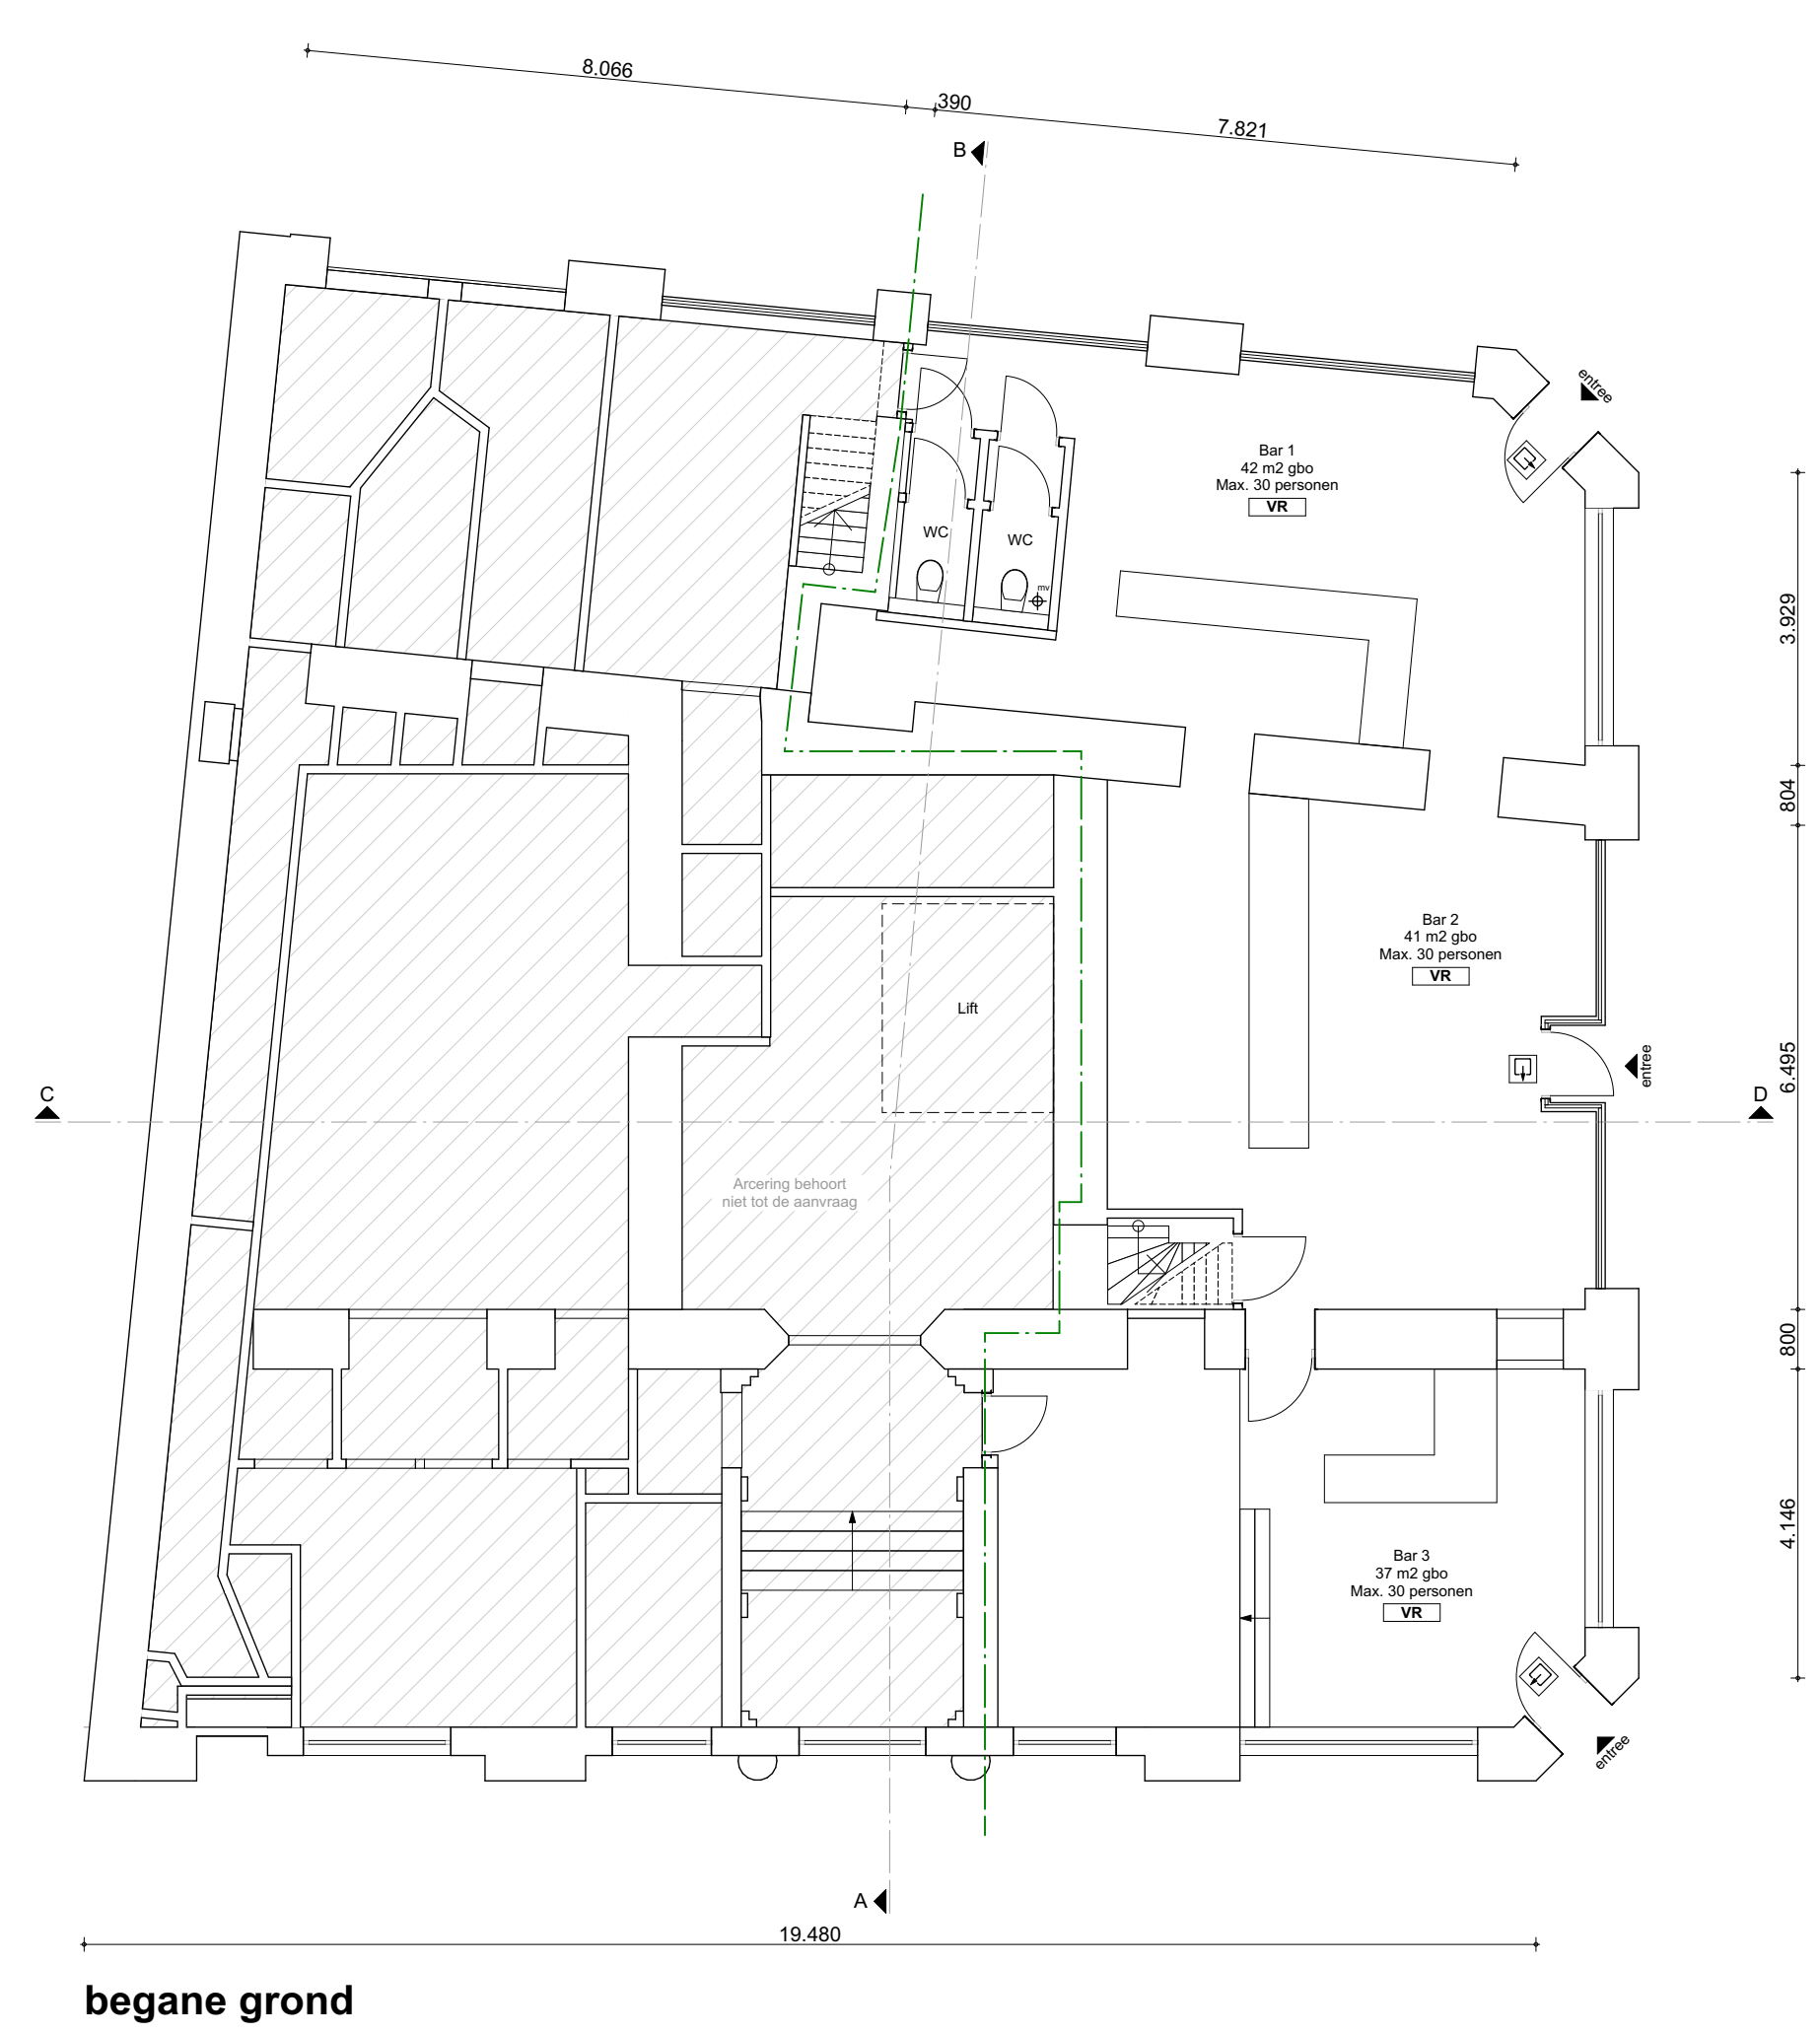 8.066
390
7.821
B
entree
Bar 1
42 m2 gbo
Max. 30 personen
VR
WC
WC
mv
3.929
804
Bar 2
41 m2 gbo
Max. 30 personen
VR
Lift
entree
6.495
C
D
Arcering behoort
niet tot de aanvraag
800
4.146
Bar 3
37 m2 gbo
Max. 30 personen
VR
entree
A
19.480
begane grond